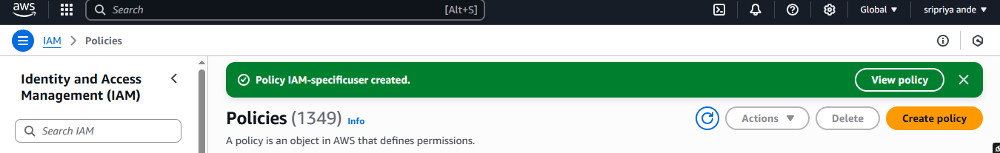 aws
Search [Alt+S] Global sripriya ande
IAM > Policies
Identity and Access
Management (IAM)
Search IAM
Policy IAM-specificuser created. View policy
Policies (1349) Info
Actions Delete Create policy
A policy is an object in AWS that defines permissions.